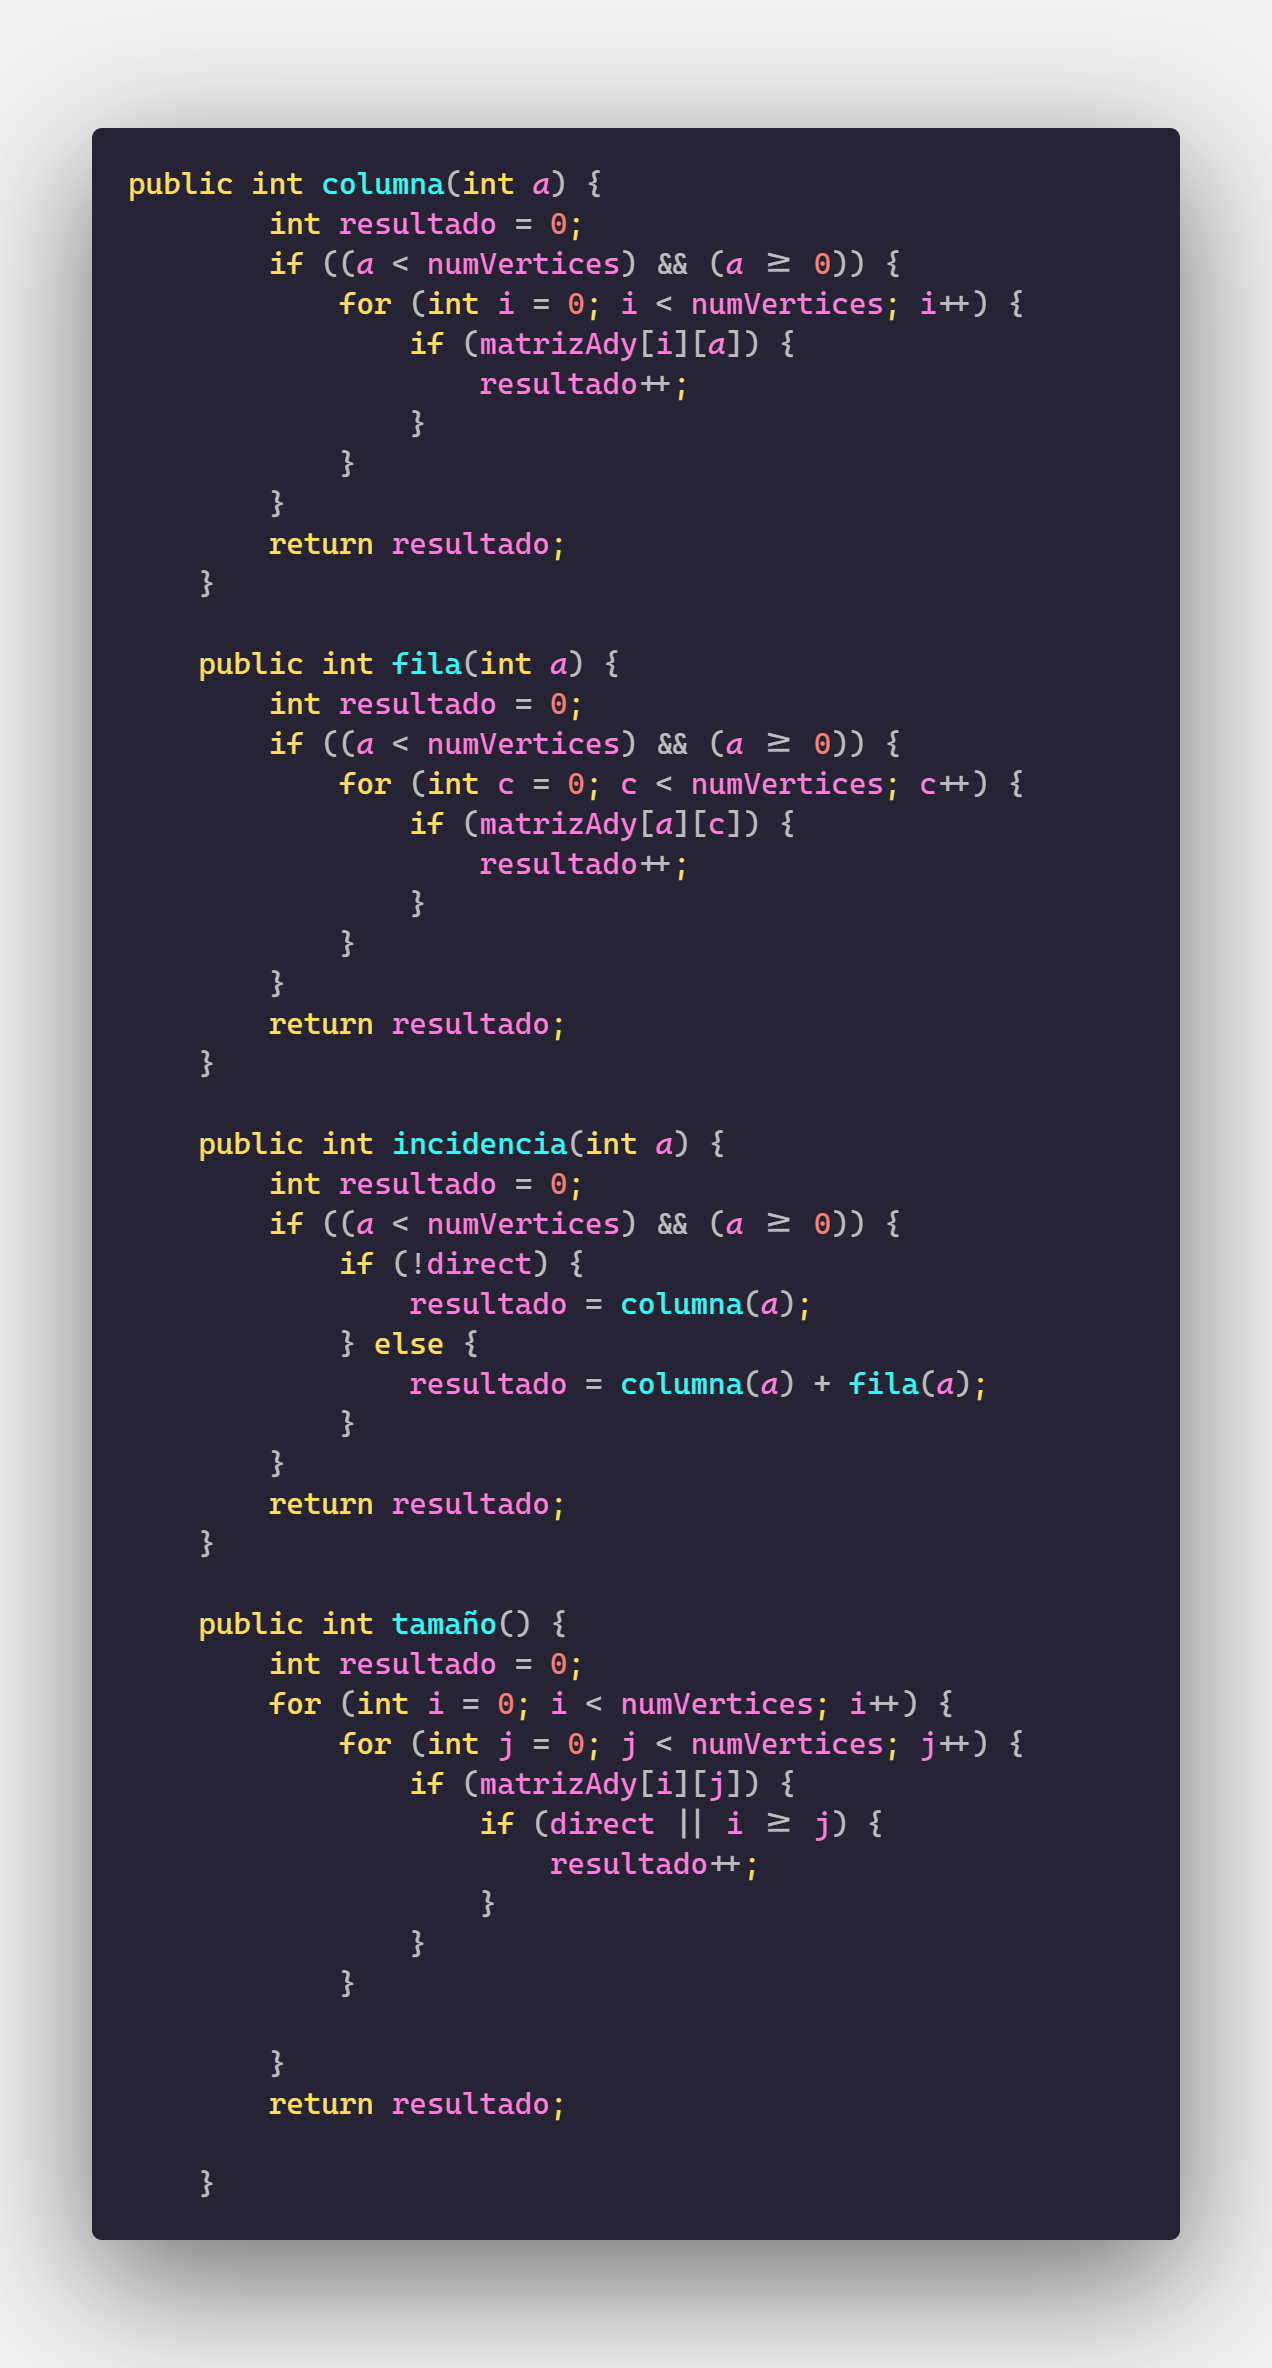 public int columna(int a) {
        int resultado = 0;
        if ((a < numVertices) && (a >= 0)) {
            for (int i = 0; i < numVertices; i++) {
                if (matrizAdy[i][a]) {
                    resultado++;
                }
            }
        }
        return resultado;
    }

    public int fila(int a) {
        int resultado = 0;
        if ((a < numVertices) && (a >= 0)) {
            for (int c = 0; c < numVertices; c++) {
                if (matrizAdy[a][c]) {
                    resultado++;
                }
            }
        }
        return resultado;
    }

    public int incidencia(int a) {
        int resultado = 0;
        if ((a < numVertices) && (a >= 0)) {
            if (!direct) {
                resultado = columna(a);
            } else {
                resultado = columna(a) + fila(a);
            }
        }
        return resultado;
    }

    public int tamaño() {
        int resultado = 0;
        for (int i = 0; i < numVertices; i++) {
            for (int j = 0; j < numVertices; j++) {
                if (matrizAdy[i][j]) {
                    if (direct || i >= j) {
                        resultado++;
                    }
                }
            }

        }
        return resultado;

    }